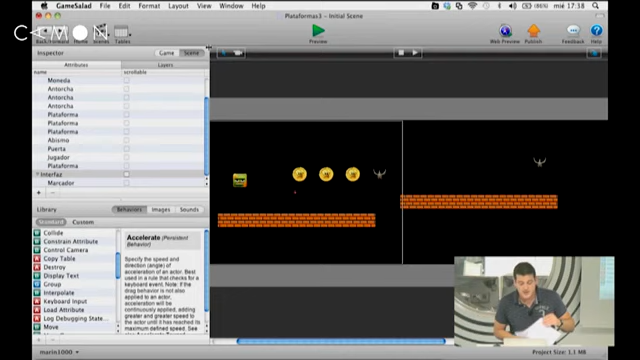 GameSalad File Edit Format Layout View Window Help
mié 17:38
Plataformas3 – Initial Scene
CAMON
Back/Forward Home Scenes Tables Preview Web Preview Publish Feedback Help
Inspector Game Scene
Attributes Layers
name scrollable
Moneda
Antorcha
Antorcha
Antorcha
Plataforma
Plataforma
Plataforma
Abismo
Puerta
Jugador
Plataforma
Interfaz
Marcador
Library Behaviors Images Sounds
Standard Custom
Collide
Constrain Attribute
Control Camera
Copy Table
Destroy
Display Text
Group
Interpolate
Keyboard Input
Load Attribute
Log Debugging State...
Move
Accelerate (Persistent Behavior)
Specify the speed and
direction (angle) of
acceleration of an actor. Best
used in a rule that checks for a
keyboard event. Note: if the
drag behavior is not also
applied to an actor,
acceleration will be
continuously applied, adding
greater and greater speed to
the actor until it has reached its
maximum defined speed. See
marin1000
Project Size: 1.1 MB